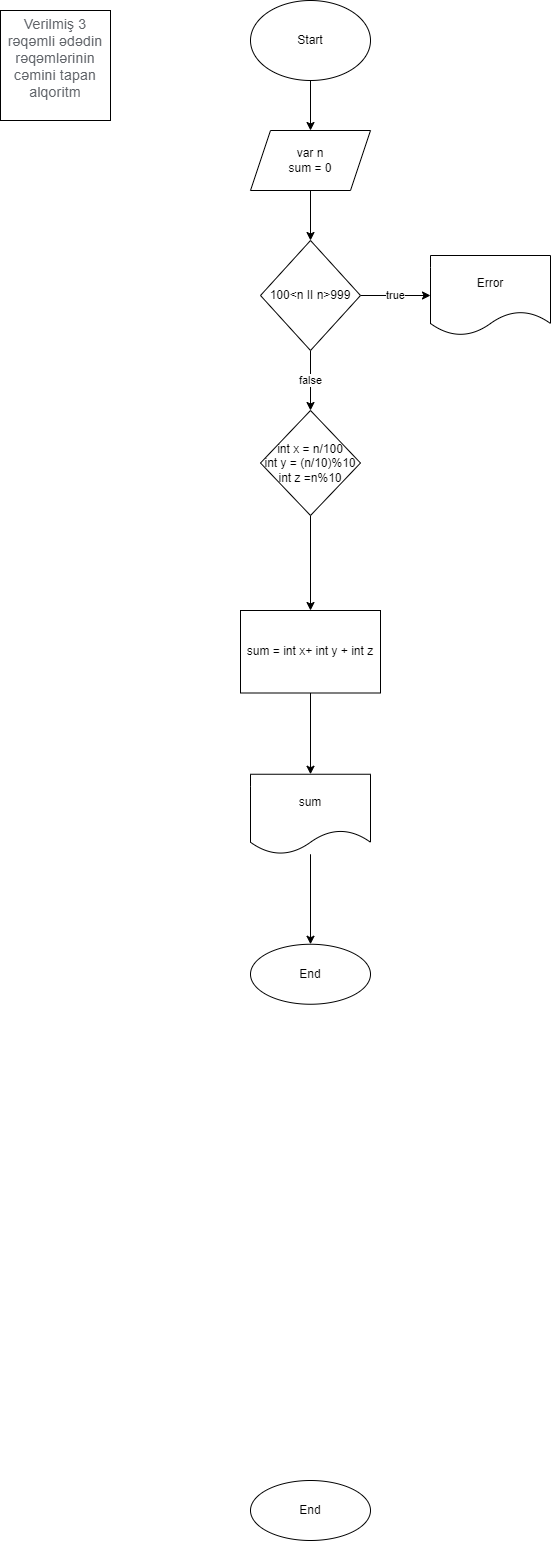 Verilmiş 3
rəqəmli ədədin
rəqəmlərinin
cəmini tapan
alqoritm
Start
var n
sum = 0
100<n II n>999
true
Error
false
int x = n/100
int y = (n/10)%10
int z =n%10
sum = int x+ int y + int z
sum
End
End